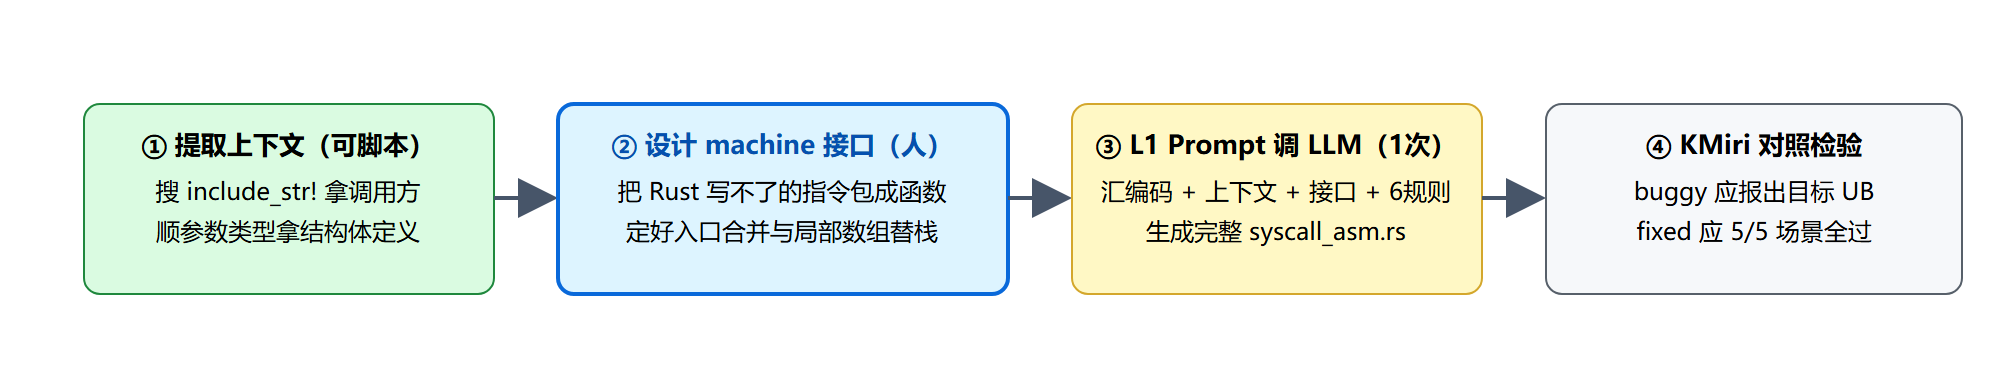 ① 提取上下文（可脚本）
搜 include_str! 拿调用方
顺参数类型拿结构体定义
② 设计 machine 接口（人）
把 Rust 写不了的指令包成函数
定好入口合并与局部数组替栈
③ L1 Prompt 调 LLM（1次）
汇编码 + 上下文 + 接口 + 6规则
生成完整 syscall_asm.rs
④ KMiri 对照检验
buggy 应报出目标 UB
fixed 应 5/5 场景全过